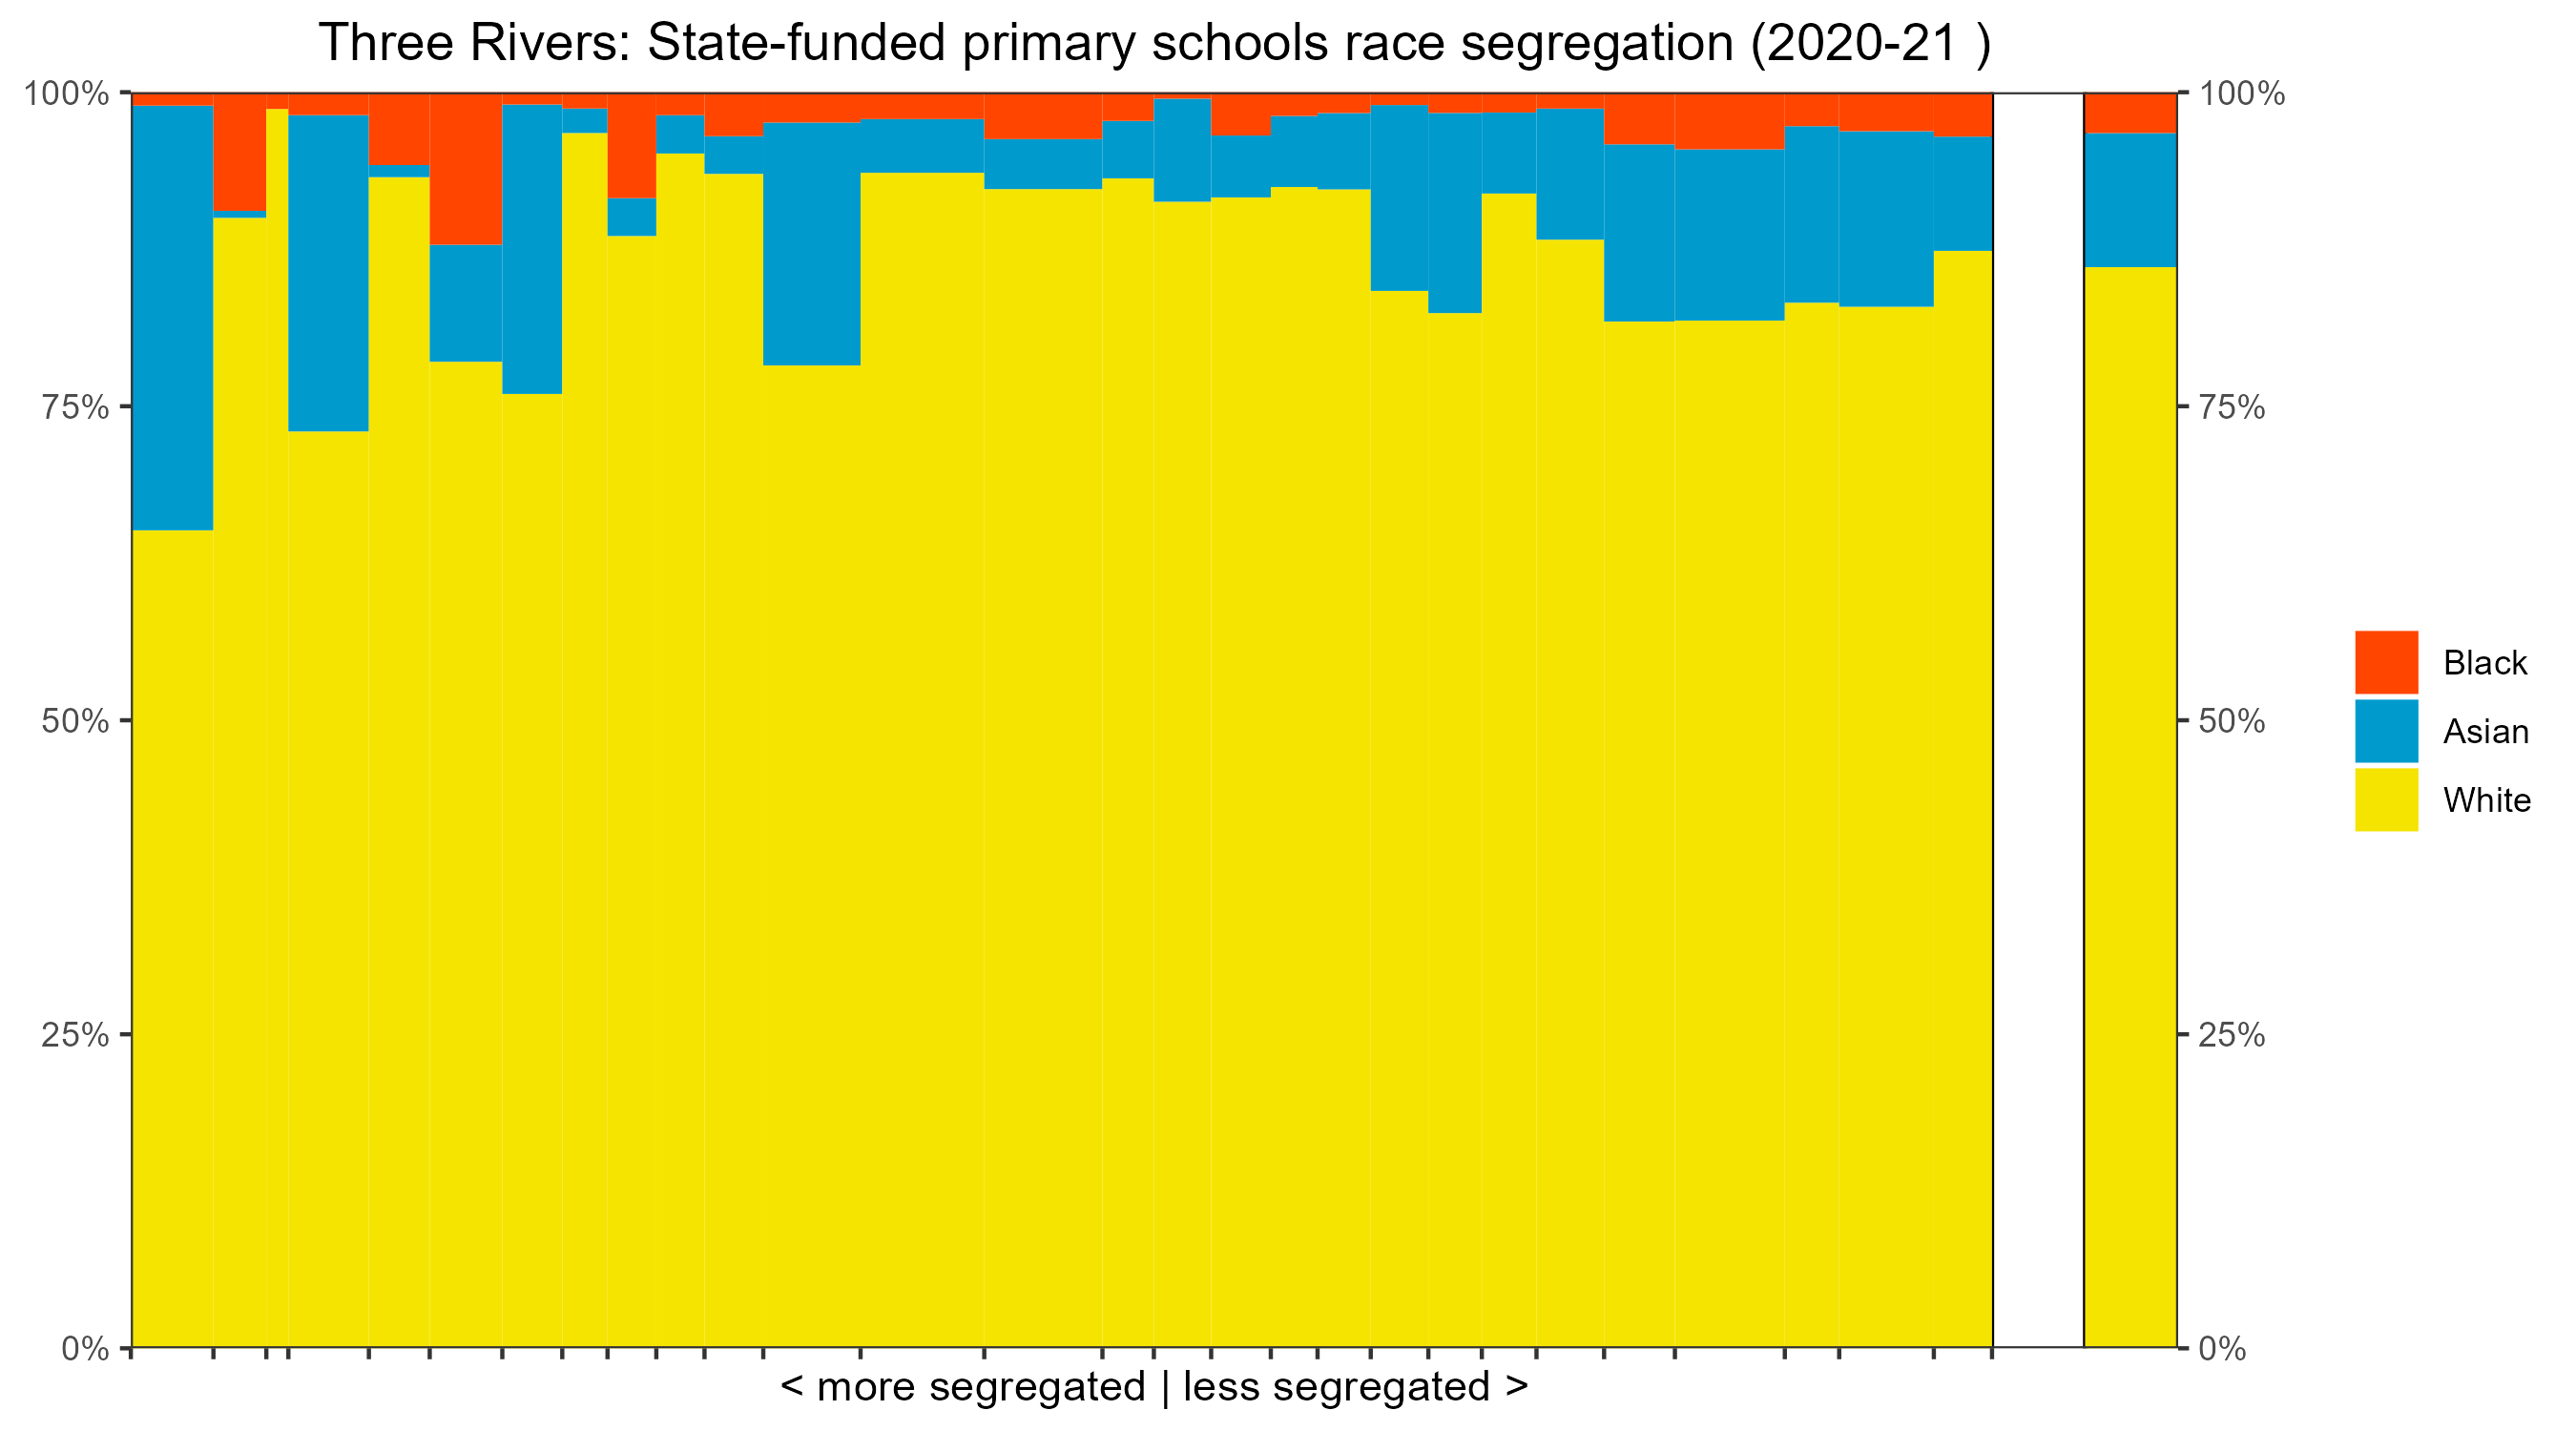 Three Rivers: State-funded primary schools race segregation (2020-21 )
100%
75%
50%
25%
0%
100%
75%
50%
25%
0%
Black
Asian
White
< more segregated | less segregated >